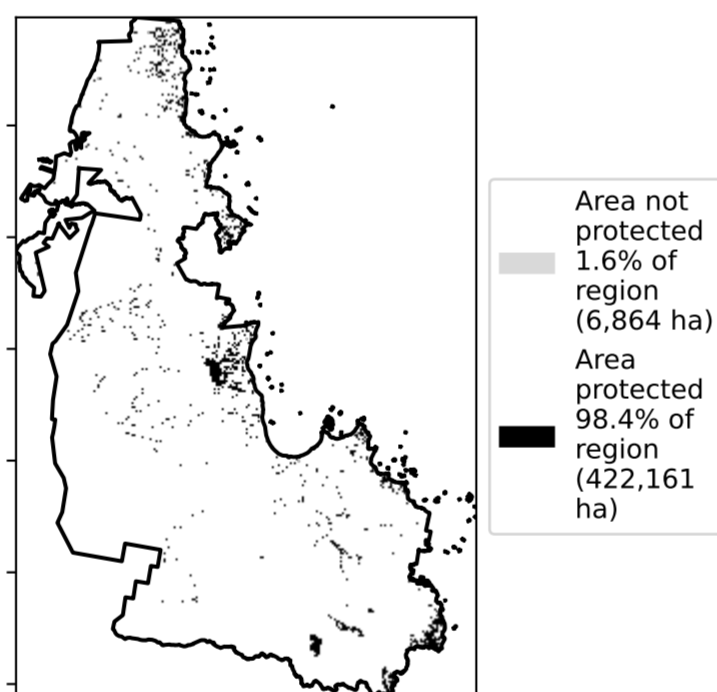 Area not
protected
1.6% of
region
(6,864 ha)
Area
protected
98.4% of
region
(422,161
ha)